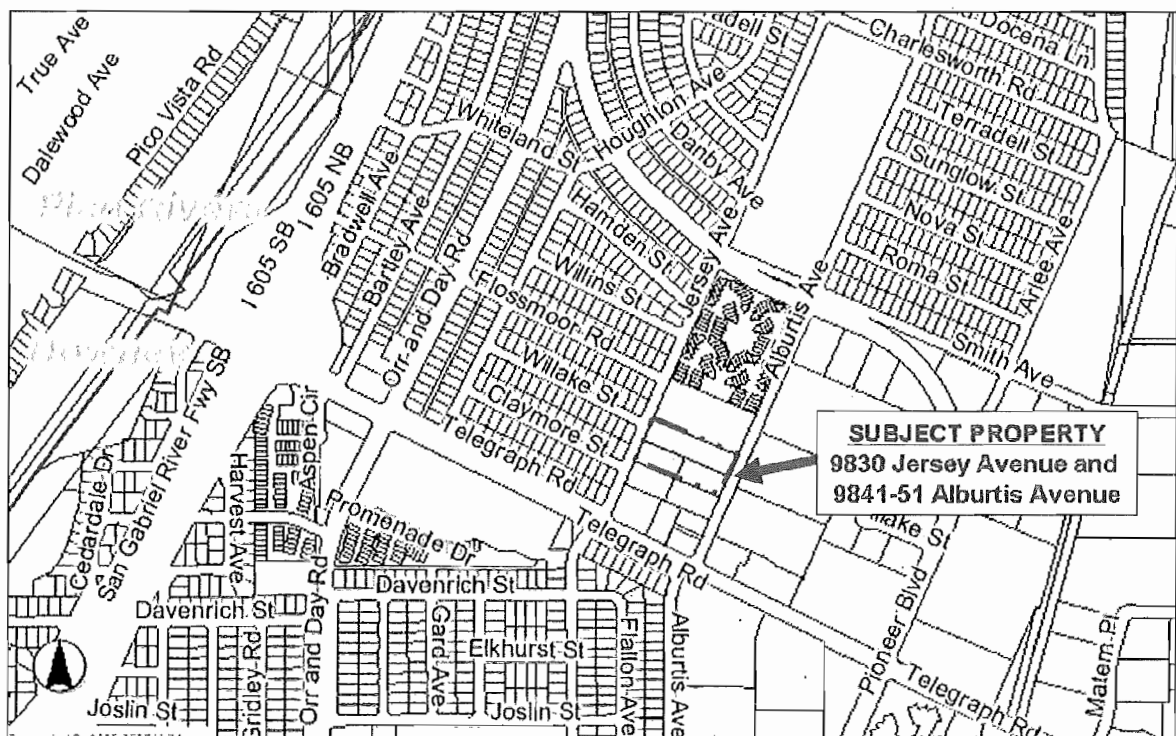 True Ave
Dalewood Ave
Pico Vista Rd
I 605 SB
I 605 NB
Bradwell Ave
Bartley Ave
Orr and Day Rd
Whiteland St
Houghton Ave
Danby Ave
Hamden St
Willins St
Flossmoor Rd
Willake St
Claymore St
Telegraph Rd
Jersey Ave
Alburtis Ave
Charlesworth Rd
Docena Ln
Terradell St
Sunglow St
Nova St
Roma St
Arlee Ave
Smith Ave
SUBJECT PROPERTY
9830 Jersey Avenue and
9841-51 Alburtis Avenue
Cedardale Dr
San Gabriel River Fwy SB
Harvest Ave
Aspen Cir
Promenade Dr
Telegraph Rd
Davenrich St
Davenrich St
Gridley Rd
Orr and Day Rd
Gard Ave
Elkhurst St
Joslin St
Joslin St
Fallon Ave
Alburtis Ave
Pioneer Blvd
Telegraph Rd
Matern Pl